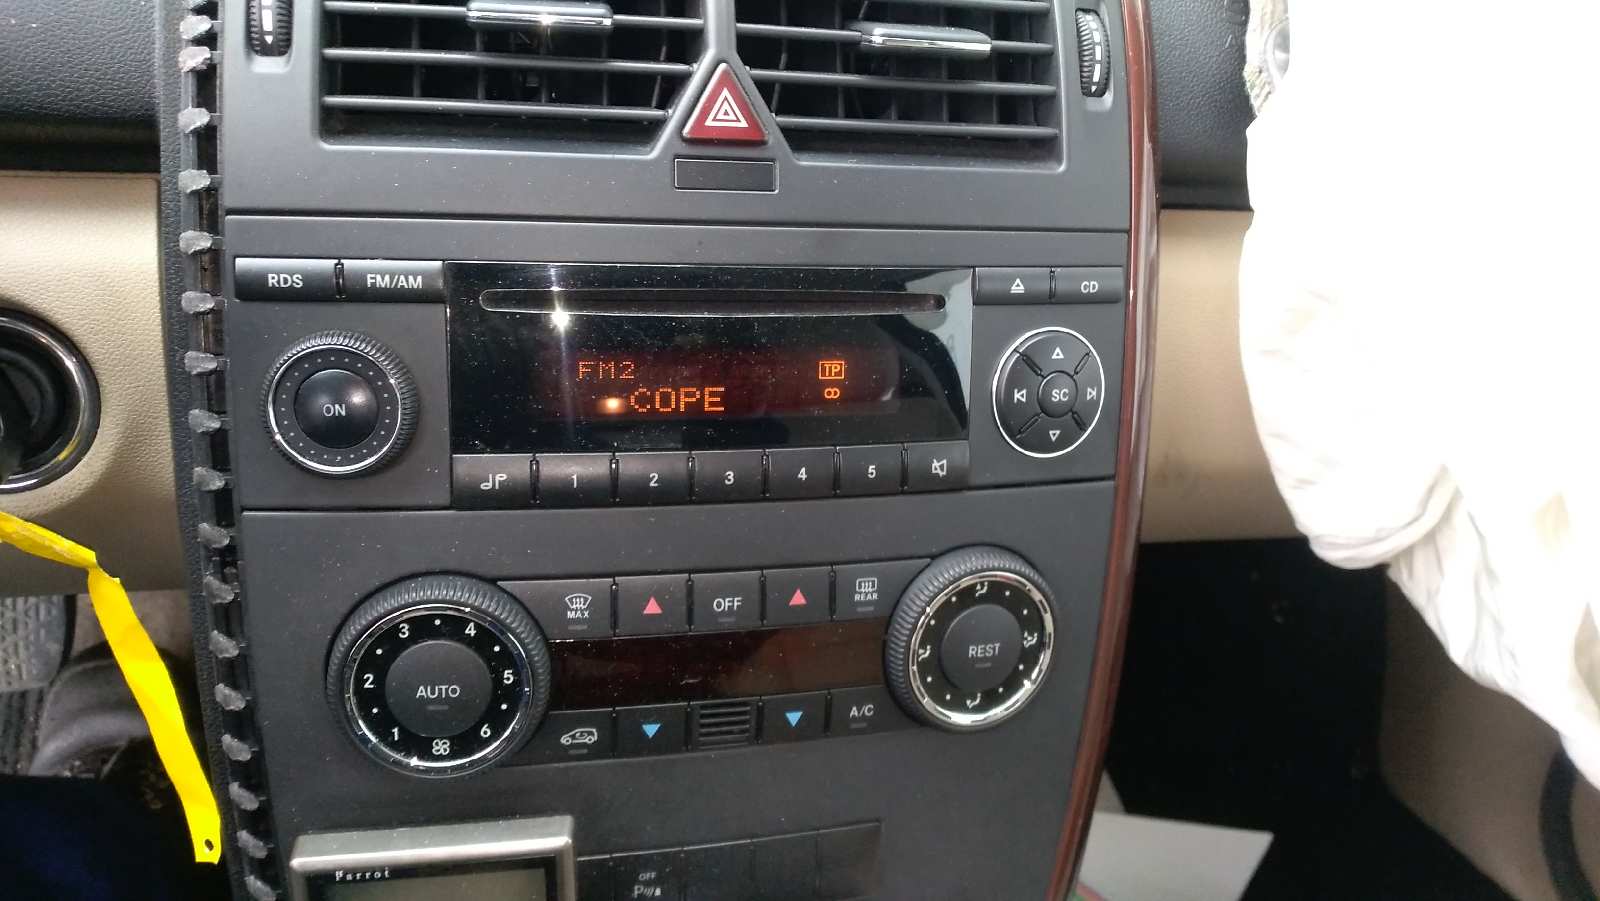 RDS
FM/AM
CD
FM2
TP
COPE
ON
SC
1
2
3
4
5
MAX
OFF
REAR
3
4
2
5
1
6
AUTO
REST
A/C
Parrot
OFF
P